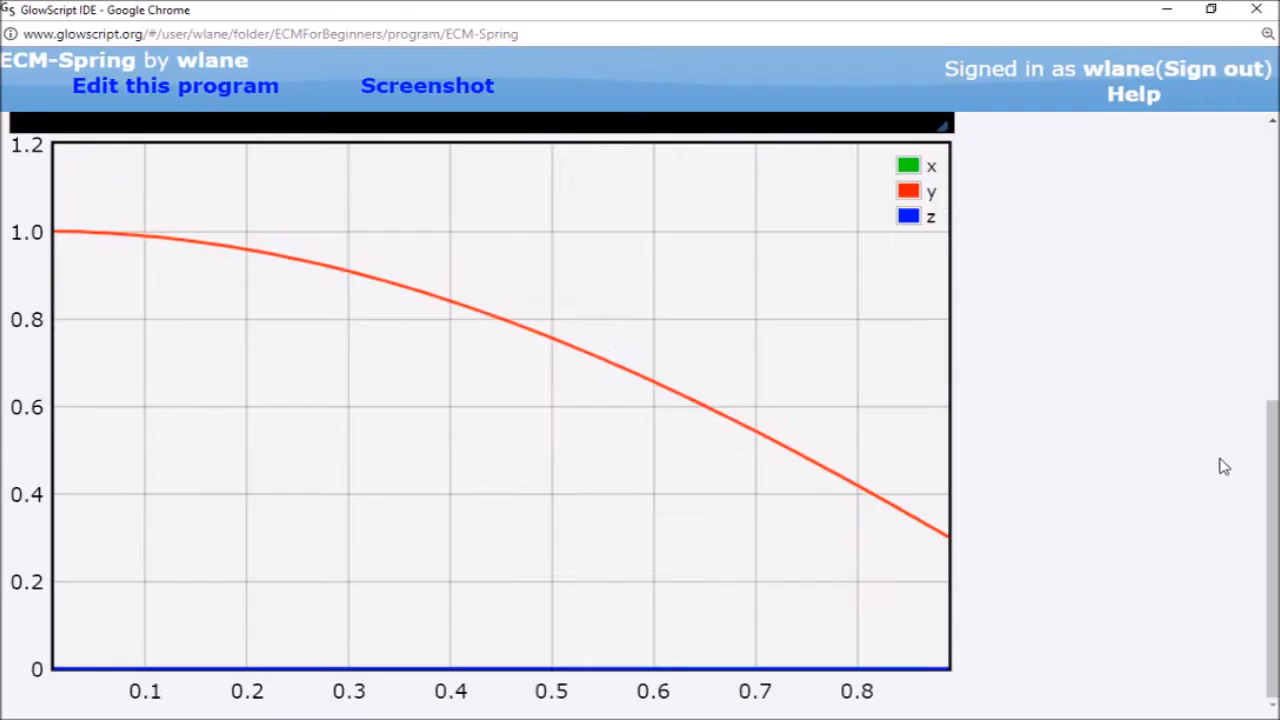 GlowScript IDE - Google Chrome
www.glowscript.org/#/user/wlane/folder/ECMForBeginners/program/ECM-Spring
ECM-Spring by wlane
Signed in as wlane(Sign out)
Edit this program Screenshot
Help
1.2
x
y
z
1.0
0.8
0.6
0.4
0.2
0
0.1 0.2 0.3 0.4 0.5 0.6 0.7 0.8